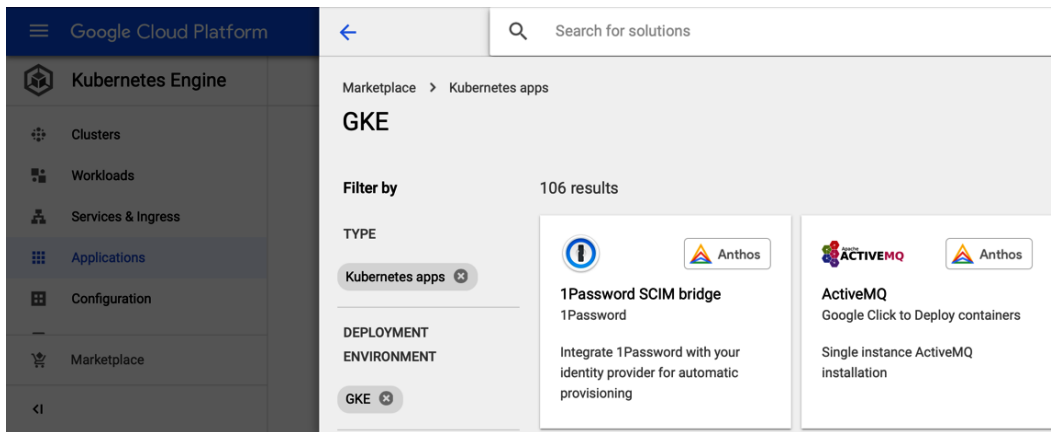 Google Cloud Platform
Kubernetes Engine
Clusters
Workloads
Services & Ingress
Applications
Configuration
Marketplace
Search for solutions
Marketplace > Kubernetes apps
GKE
Filter by
106 results
TYPE
Kubernetes apps
DEPLOYMENT
ENVIRONMENT
GKE
Anthos
1Password SCIM bridge
1Password
Integrate 1Password with your
identity provider for automatic
provisioning
Apache
ACTIVEMQ
Anthos
ActiveMQ
Google Click to Deploy containers
Single instance ActiveMQ
installation